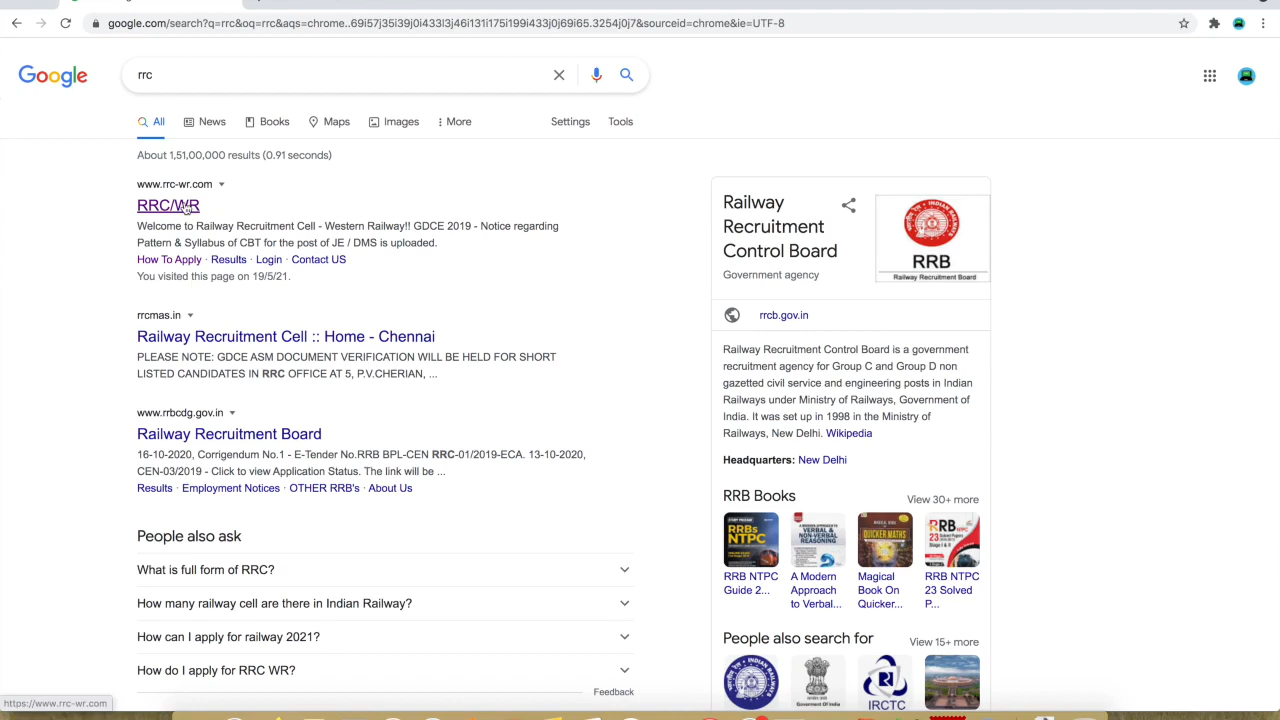 google.com/search?q=rrc&oq=rrc&aqs=chrome..69i57j35i39j0i433l3j46i131i175i199i433j0j69i65.3254j0j7&sourceid=chrome&ie=UTF-8
Google
rrc
All News Books Maps Images More Settings Tools
About 1,51,00,000 results (0.91 seconds)
www.rrc-wr.com
RRC/WR
Welcome to Railway Recruitment Cell - Western Railway!! GDCE 2019 - Notice regarding
Pattern & Syllabus of CBT for the post of JE / DMS is uploaded.
How To Apply · Results · Login · Contact US
You visited this page on 19/5/21.
rrcmas.in
Railway Recruitment Cell :: Home - Chennai
PLEASE NOTE: GDCE ASM DOCUMENT VERIFICATION WILL BE HELD FOR SHORT
LISTED CANDIDATES IN RRC OFFICE AT 5, P.V.CHERIAN, ...
www.rrbcdg.gov.in
Railway Recruitment Board
16-10-2020, Corrigendum No.1 - E-Tender No.RRB BPL-CEN RRC-01/2019-ECA. 13-10-2020,
CEN-03/2019 - Click to view Application Status. The link will be ...
Results · Employment Notices · OTHER RRB's · About Us
People also ask
What is full form of RRC?
How many railway cell are there in Indian Railway?
How can I apply for railway 2021?
How do I apply for RRC WR?
Feedback
https://www.rrc-wr.com
Railway
Recruitment
Control Board
Government agency
RRB
Railway Recruitment Board
rrcb.gov.in
Railway Recruitment Control Board is a government
recruitment agency for Group C and Group D non
gazetted civil service and engineering posts in Indian
Railways under Ministry of Railways, Government of
India. It was set up in 1998 in the Ministry of
Railways, New Delhi. Wikipedia
Headquarters: New Delhi
RRB Books
View 30+ more
RRBs
NTPC
VERBAL &
NON-VERBAL
REASONING
QUICKER MATHS
RRB
NTPC
23
RRB NTPC
Guide 2...
A Modern
Approach
to Verbal...
Magical
Book On
Quicker...
RRB NTPC
23 Solved
P...
People also search for
View 15+ more
Government Of India
IRCTC